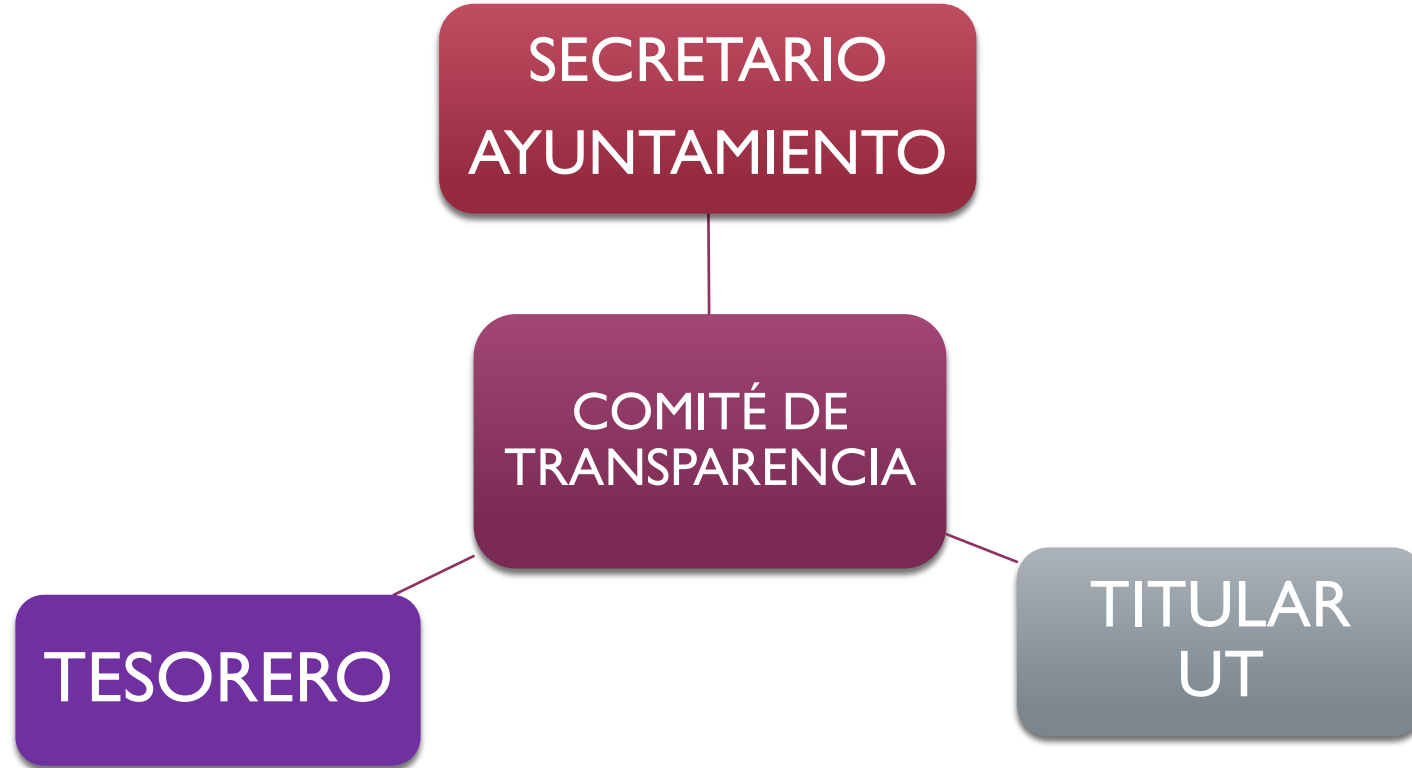 SECRETARIO
AYUNTAMIENTO
COMITÉ DE
TRANSPARENCIA
TESORERO
TITULAR
UT